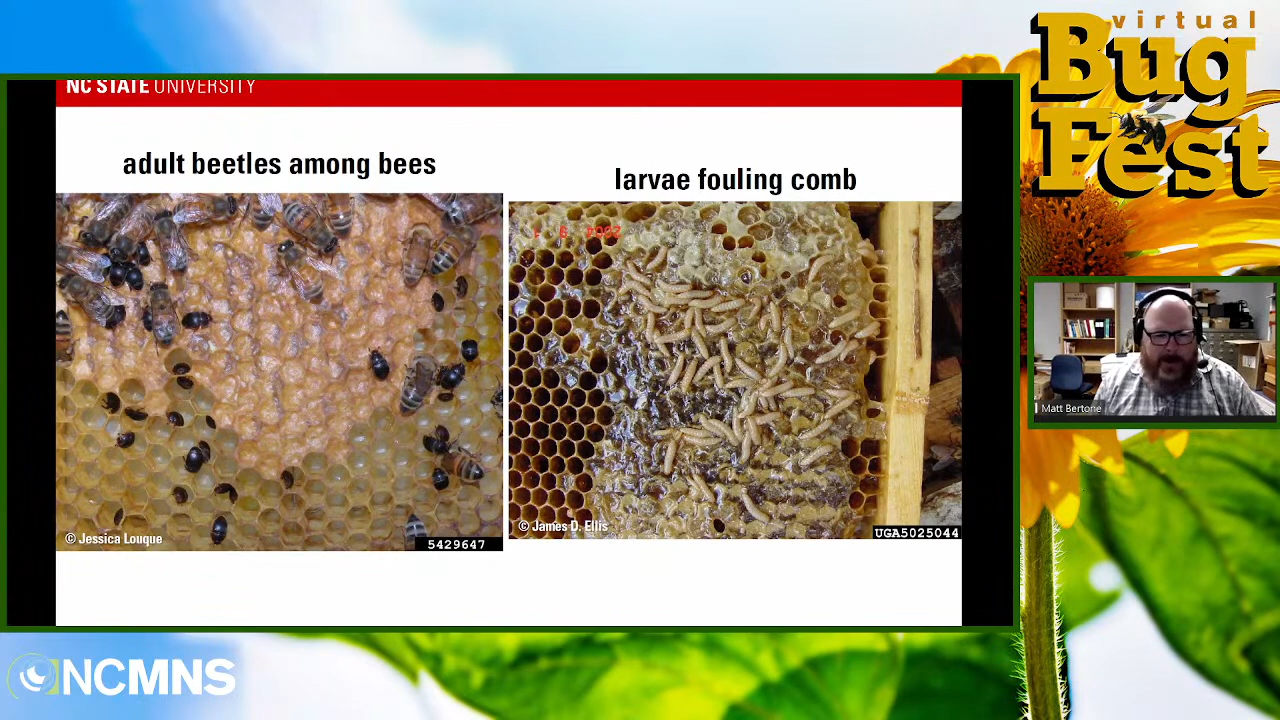 virtual
Bug
Fest
NC STATE UNIVERSITY
adult beetles among bees
larvae fouling comb
© Jessica Louque
5429647
© James D. Ellis
UGA5025044
Matt Bertone
NCMNS